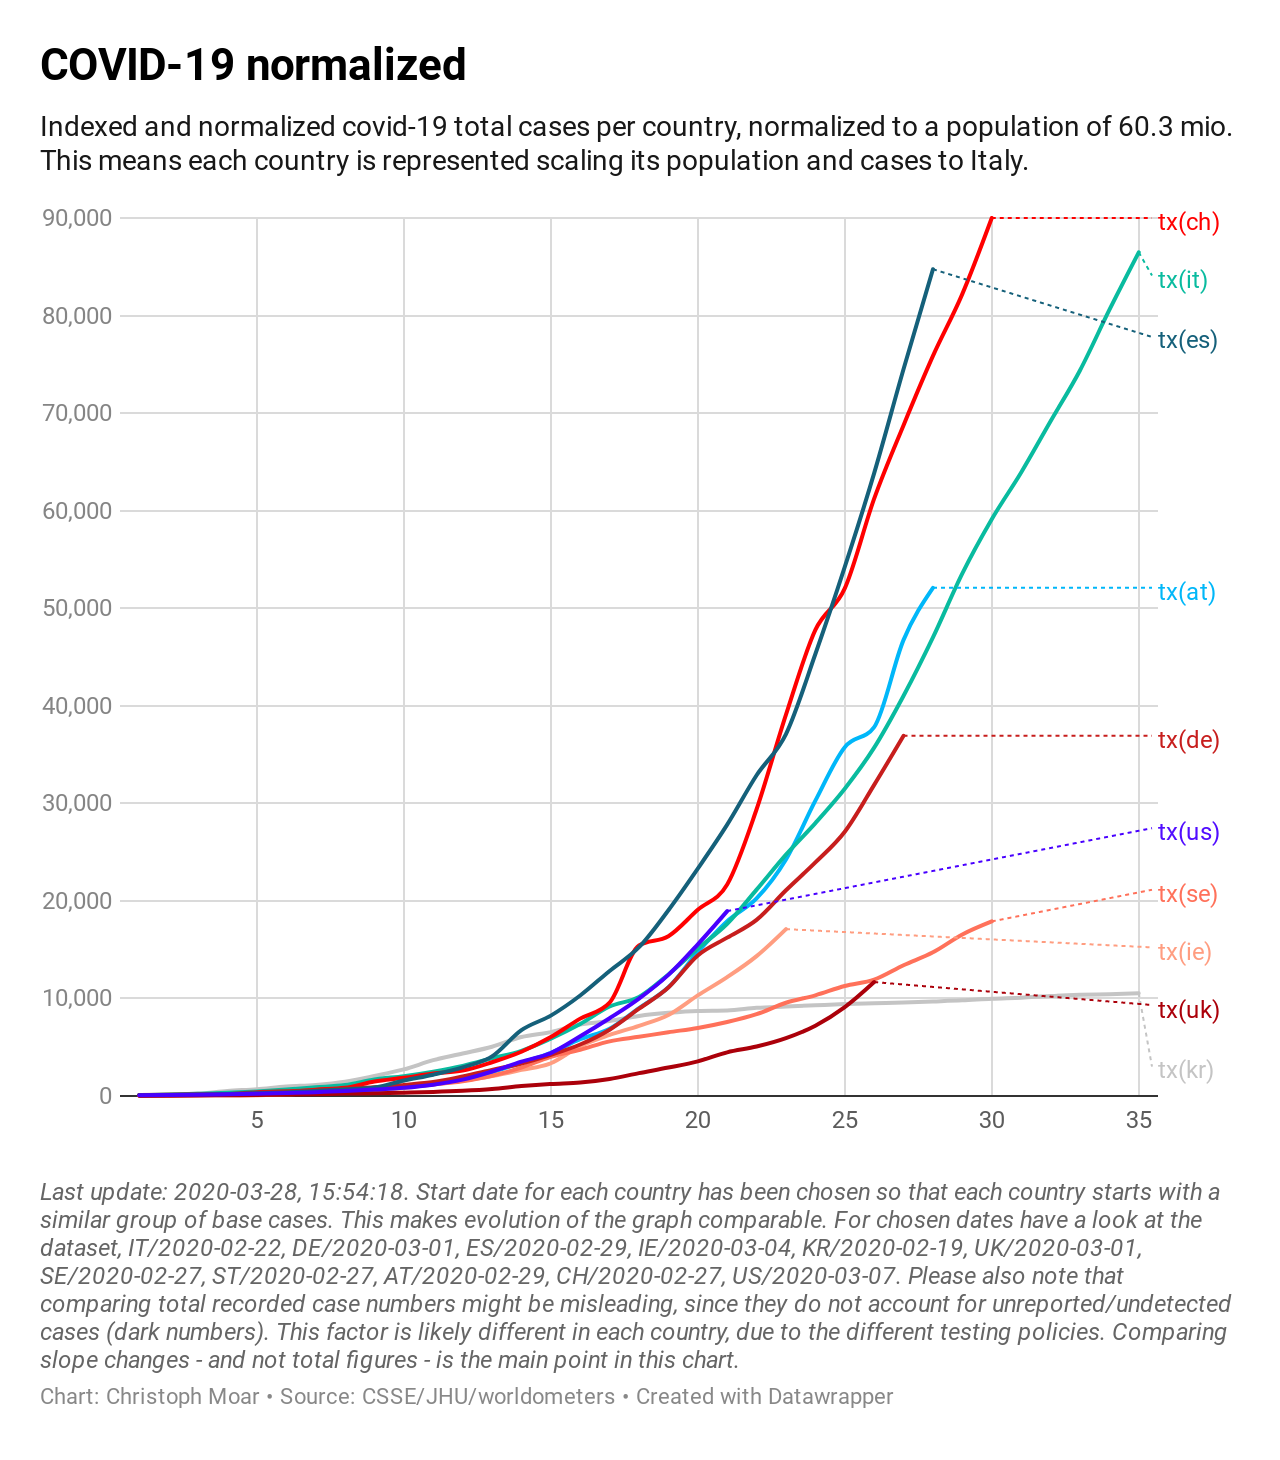 COVID-19 normalized
Indexed and normalized covid-19 total cases per country, normalized to a population of 60.3 mio.
This means each country is represented scaling its population and cases to Italy.
90,000
80,000
70,000
60,000
50,000
40,000
30,000
20,000
10,000
0
tx(ch)
tx(it)
tx(es)
tx(at)
tx(de)
tx(us)
tx(se)
tx(ie)
tx(uk)
tx(kr)
5 10 15 20 25 30 35
Last update: 2020-03-28, 15:54:18. Start date for each country has been chosen so that each country starts with a
similar group of base cases. This makes evolution of the graph comparable. For chosen dates have a look at the
dataset, IT/2020-02-22, DE/2020-03-01, ES/2020-02-29, IE/2020-03-04, KR/2020-02-19, UK/2020-03-01,
SE/2020-02-27, ST/2020-02-27, AT/2020-02-29, CH/2020-02-27, US/2020-03-07. Please also note that
comparing total recorded case numbers might be misleading, since they do not account for unreported/undetected
cases (dark numbers). This factor is likely different in each country, due to the different testing policies. Comparing
slope changes - and not total figures - is the main point in this chart.
Chart: Christoph Moar • Source: CSSE/JHU/worldometers • Created with Datawrapper